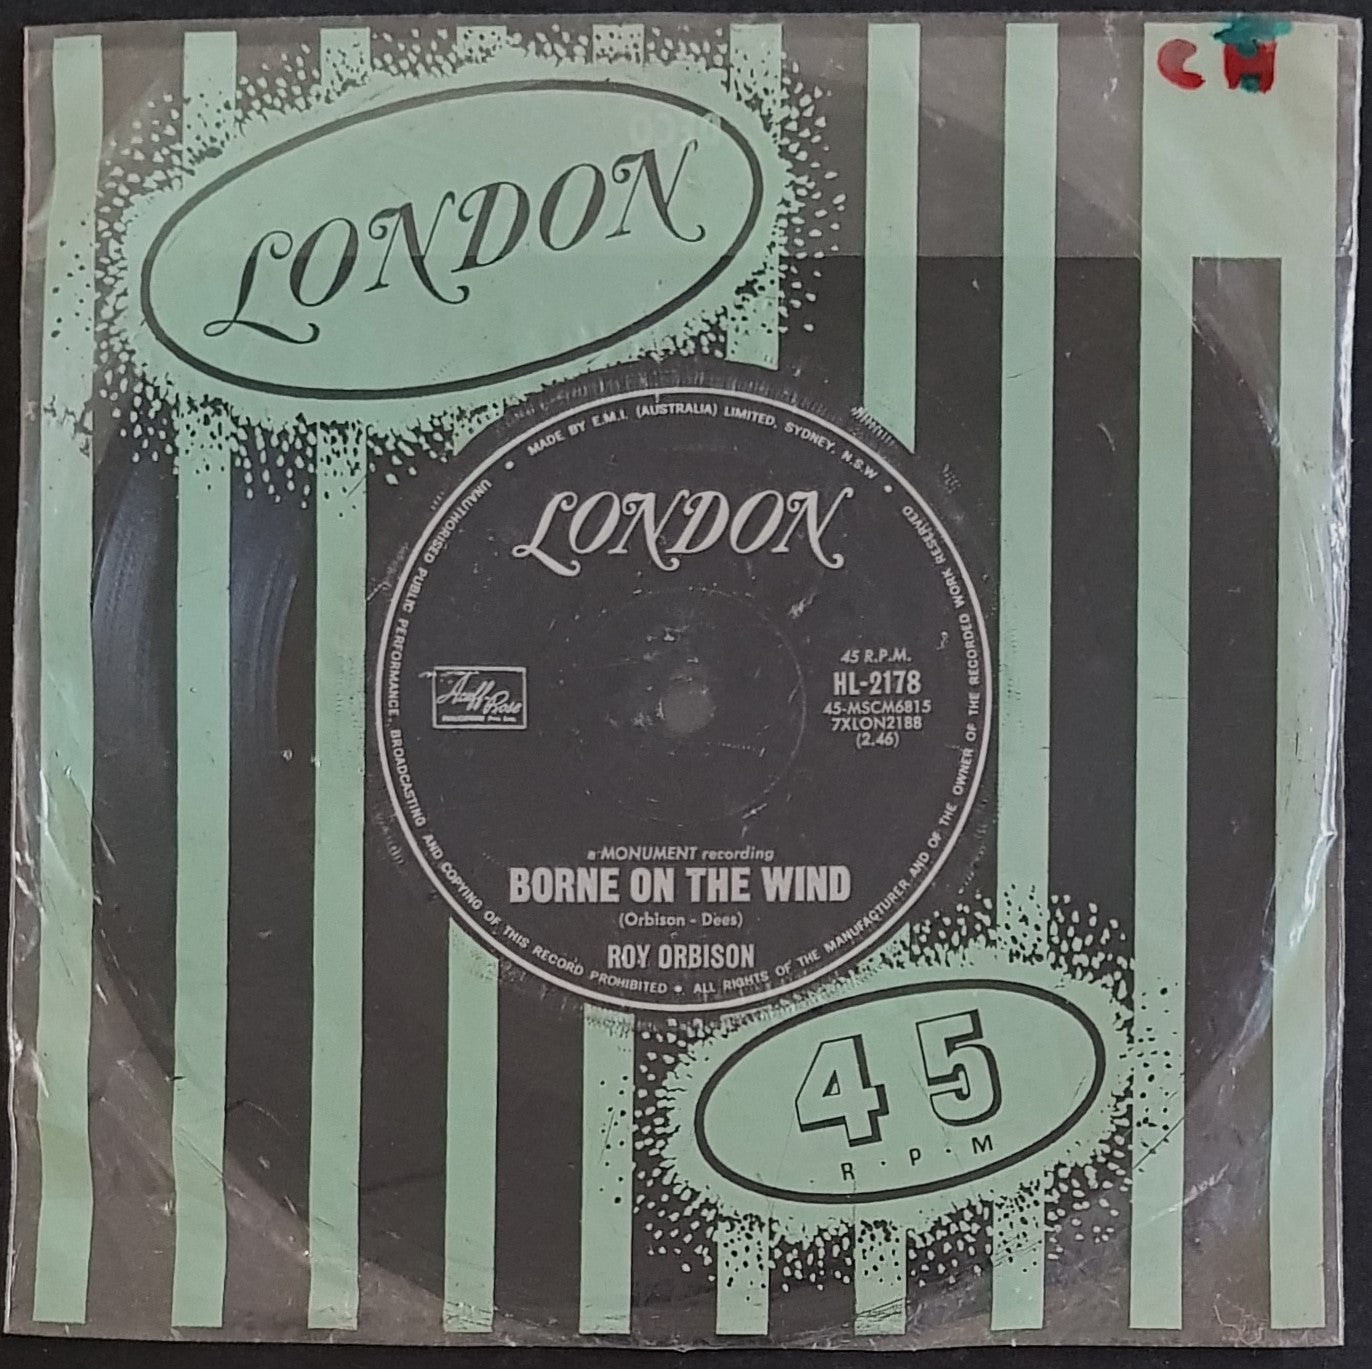 C H
LONDON
MADE BY E.M.I. (AUSTRALIA) LIMITED, SYDNEY, N.S.W
LONDON
45 R.P.M.
HL-2178
45-MSCM6815
7XLON2188
(2.46)
Acuff-Rose
a MONUMENT recording
BORNE ON THE WIND
(Orbison - Dees)
ROY ORBISON
UNAUTHORISED PUBLIC PERFORMANCE, BROADCASTING AND COPYING OF THIS RECORD PROHIBITED • ALL RIGHTS OF THE MANUFACTURER AND OF THE OWNER OF THE RECORDED WORK RESERVED
45
R·P·M